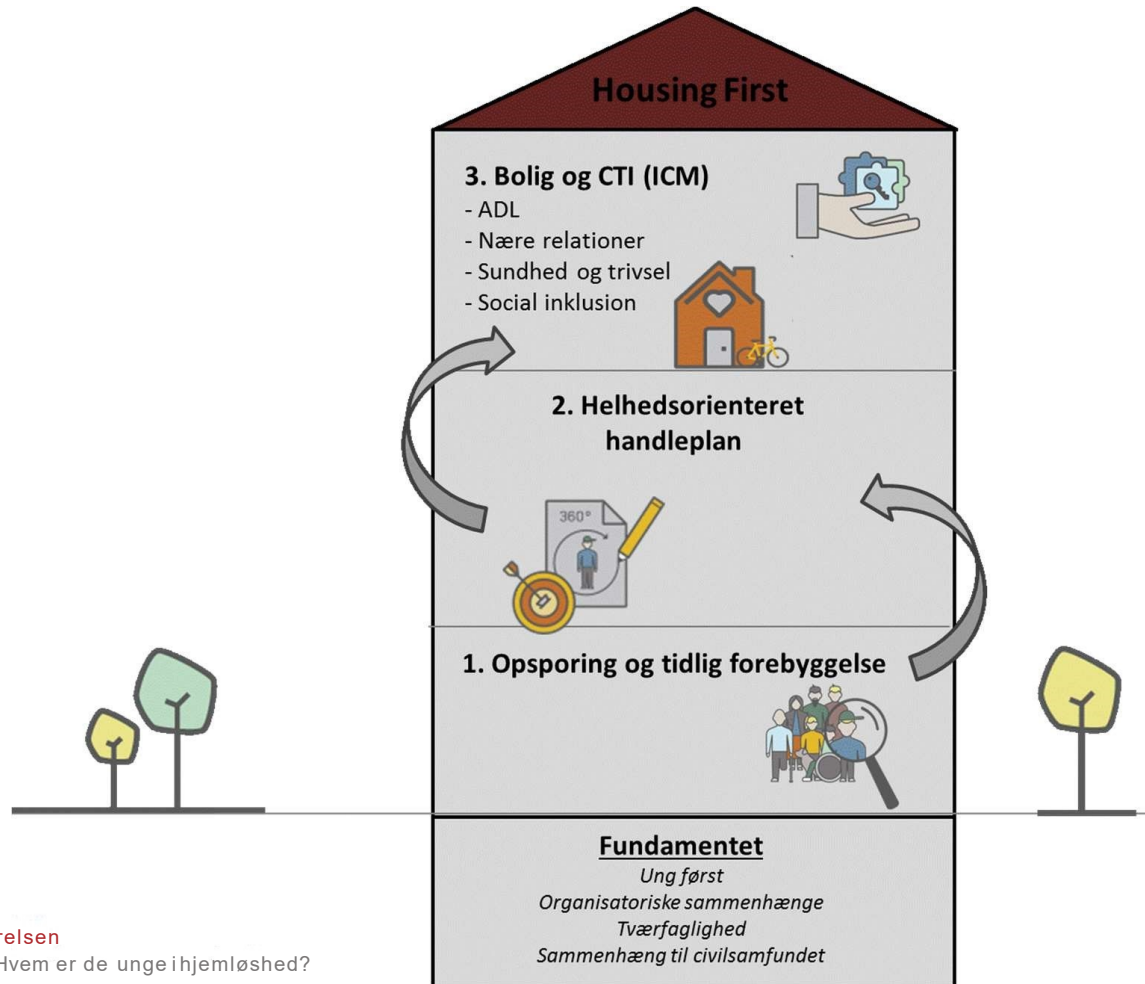 Housing First
3. Bolig og CTI (ICM)
- ADL
- Nære relationer
- Sundhed og trivsel
- Social inklusion
2. Helhedsorienteret
handleplan
360°
1. Opsporing og tidlig forebyggelse
Fundamentet
Ung først
Organisatoriske sammenhænge
Tværfaglighed
Sammenhæng til civilsamfundet
relsen
Hvem er de unge i hjemløshed?